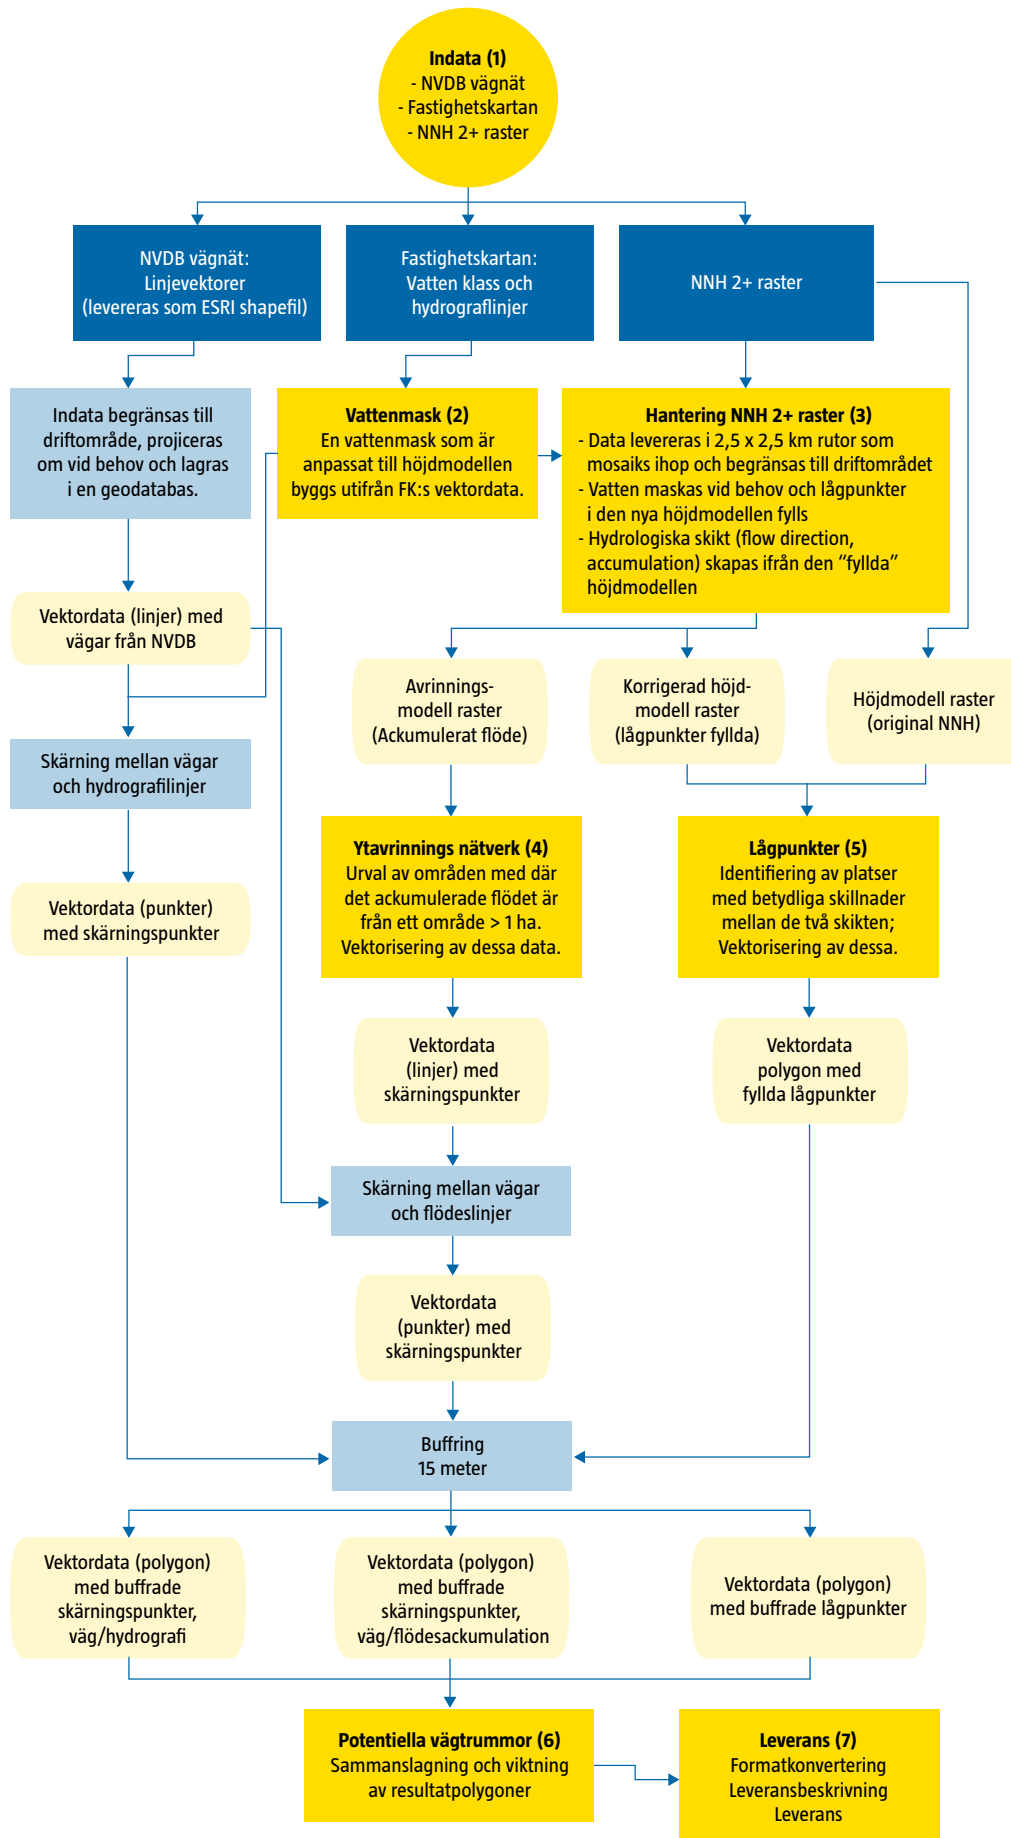 Indata (1)
- NVDB vägnät
- Fastighetskartan
- NNH 2+ raster
NVDB vägnät:
Linjevektorer
(levereras som ESRI shapefil)
Fastighetskartan:
Vatten klass och
hydrograflinjer
NNH 2+ raster
Indata begränsas till
driftområde, projiceras
om vid behov och lagras
i en geodatabas.
Vattenmask (2)
En vattenmask som är
anpassat till höjdmodellen
byggs utifrån FK:s vektordata.
Hantering NNH 2+ raster (3)
- Data levereras i 2,5 x 2,5 km rutor som
mosaiks ihop och begränsas till driftområdet
- Vatten maskas vid behov och lågpunkter
i den nya höjdmodellen fylls
- Hydrologiska skikt (flow direction,
accumulation) skapas ifrån den “fyllda”
höjdmodellen
Vektordata (linjer) med
vägar från NVDB
Avrinnings-
modell raster
(Ackumulerat flöde)
Korrigerad höjd-
modell raster
(lågpunkter fyllda)
Höjdmodell raster
(original NNH)
Skärning mellan vägar
och hydrografilinjer
Ytavrinnings nätverk (4)
Urval av områden med där
det ackumulerade flödet är
från ett område > 1 ha.
Vektorisering av dessa data.
Lågpunkter (5)
Identifiering av platser
med betydliga skillnader
mellan de två skikten;
Vektorisering av dessa.
Vektordata (punkter)
med skärningspunkter
Vektordata
(linjer) med
skärningspunkter
Vektordata
polygon med
fyllda lågpunkter
Skärning mellan vägar
och flödeslinjer
Vektordata
(punkter) med
skärningspunkter
Buffring
15 meter
Vektordata (polygon)
med buffrade
skärningspunkter,
väg/hydrografi
Vektordata (polygon)
med buffrade
skärningspunkter,
väg/flödesackumulation
Vektordata (polygon)
med buffrade lågpunkter
Potentiella vägtrummor (6)
Sammanslagning och viktning
av resultatpolygoner
Leverans (7)
Formatkonvertering
Leveransbeskrivning
Leverans